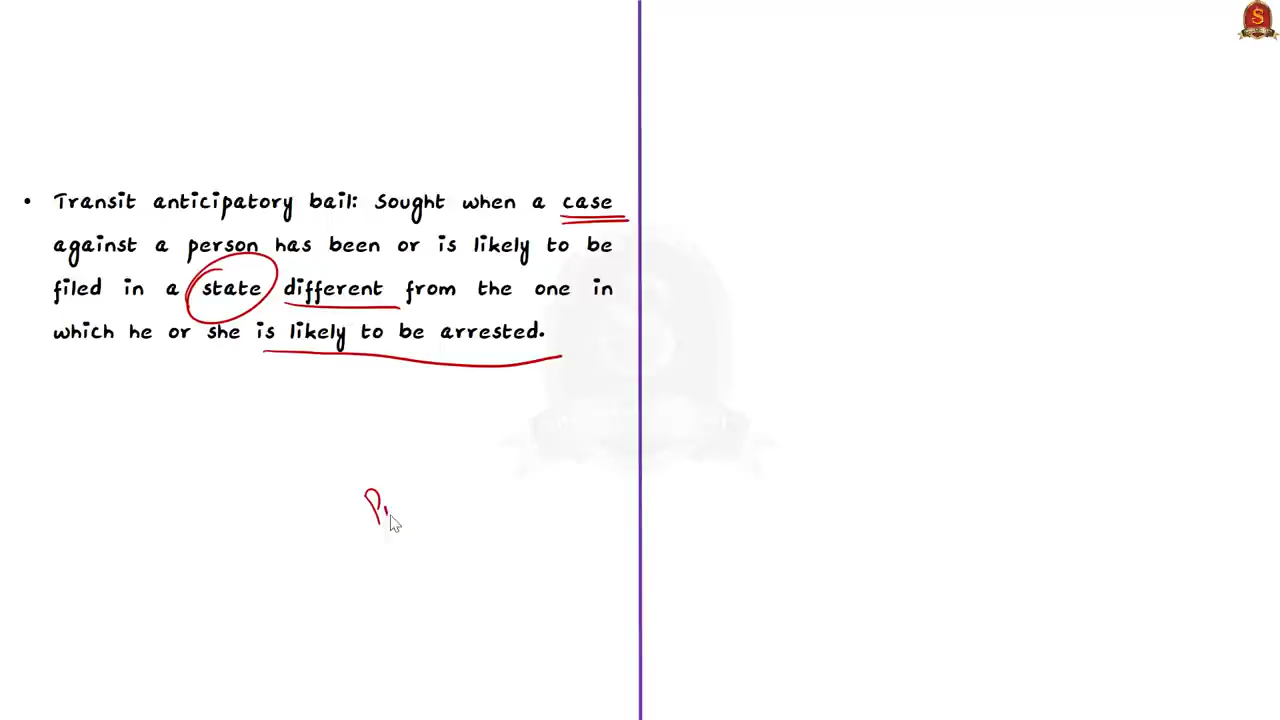 • Transit anticipatory bail: Sought when a case
against a person has been or is likely to be
filed in a state different from the one in
which he or she is likely to be arrested.
S
P